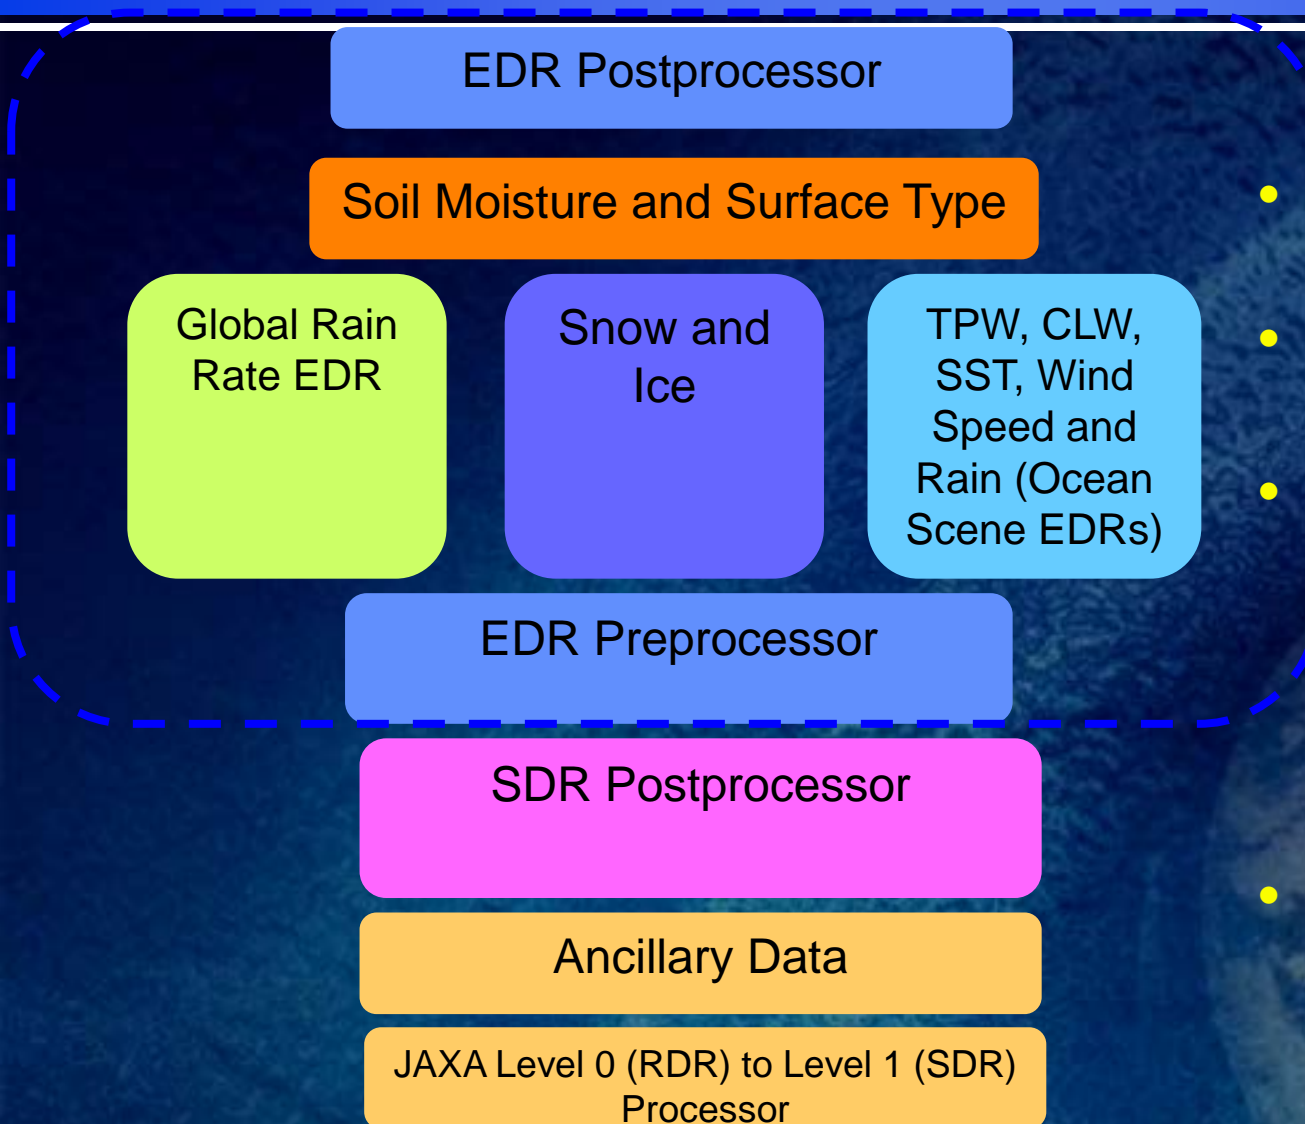 EDR Postprocessor
Soil Moisture and Surface Type
Global Rain
Rate EDR
Snow and
Ice
TPW, CLW,
SST, Wind
Speed and
Rain (Ocean
Scene EDRs)
EDR Preprocessor
SDR Postprocessor
Ancillary Data
JAXA Level 0 (RDR) to Level 1 (SDR)
Processor